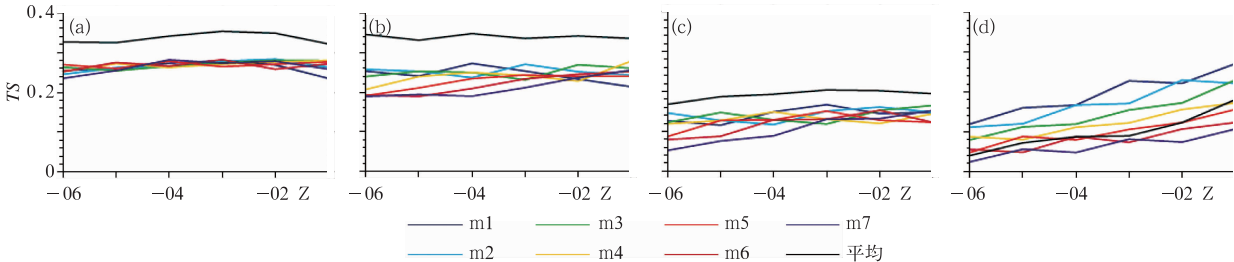 0.4 (a) (b) (c) (d)
TS
0.2
0
−06 −04 −02 Z −06 −04 −02 Z −06 −04 −02 Z −06 −04 −02 Z
m1 m3 m5 m7
m2 m4 m6 平均